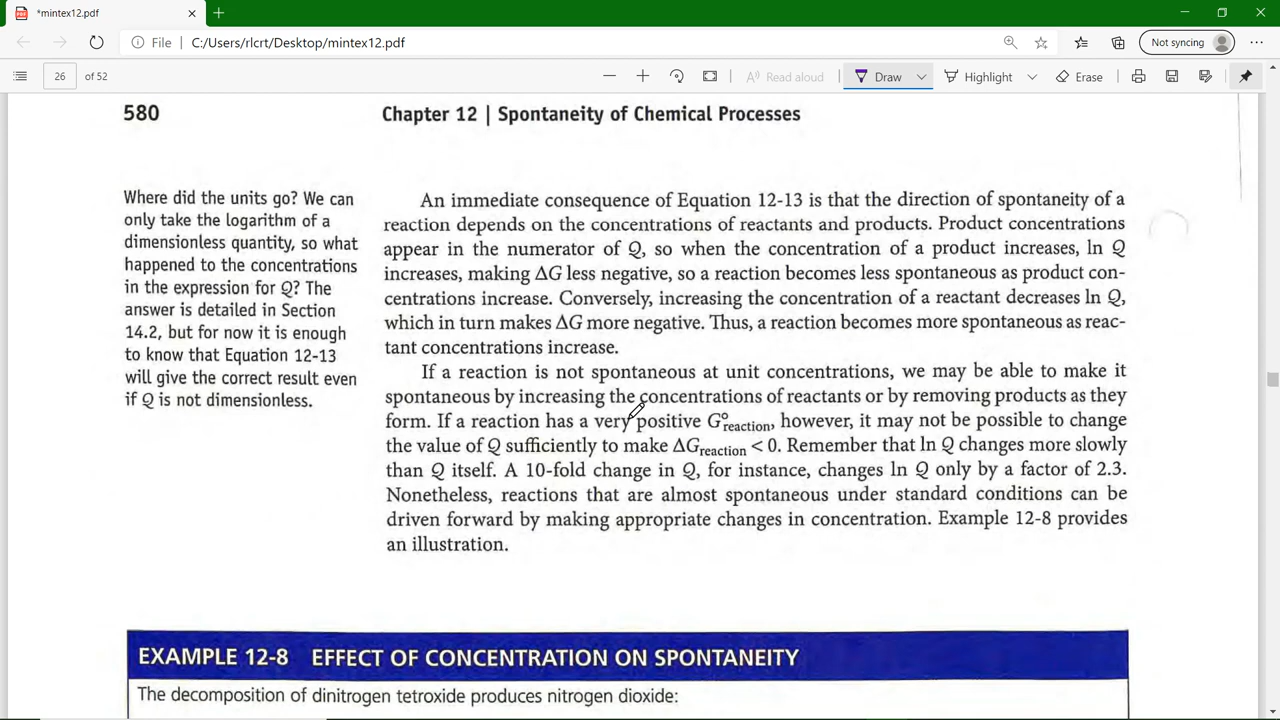 *mintex12.pdf
File | C:/Users/rlcrt/Desktop/mintex12.pdf
Not syncing
26 of 52
Read aloud
Draw
Highlight
Erase
580
Chapter 12 | Spontaneity of Chemical Processes
Where did the units go? We can
only take the logarithm of a
dimensionless quantity, so what
happened to the concentrations
in the expression for Q? The
answer is detailed in Section
14.2, but for now it is enough
to know that Equation 12-13
will give the correct result even
if Q is not dimensionless.
An immediate consequence of Equation 12-13 is that the direction of spontaneity of a
reaction depends on the concentrations of reactants and products. Product concentrations
appear in the numerator of Q, so when the concentration of a product increases, ln Q
increases, making ΔG less negative, so a reaction becomes less spontaneous as product con-
centrations increase. Conversely, increasing the concentration of a reactant decreases ln Q,
which in turn makes ΔG more negative. Thus, a reaction becomes more spontaneous as reac-
tant concentrations increase.
If a reaction is not spontaneous at unit concentrations, we may be able to make it
spontaneous by increasing the concentrations of reactants or by removing products as they
form. If a reaction has a very positive G°reaction, however, it may not be possible to change
the value of Q sufficiently to make ΔGreaction < 0. Remember that ln Q changes more slowly
than Q itself. A 10-fold change in Q, for instance, changes ln Q only by a factor of 2.3.
Nonetheless, reactions that are almost spontaneous under standard conditions can be
driven forward by making appropriate changes in concentration. Example 12-8 provides
an illustration.
EXAMPLE 12-8 EFFECT OF CONCENTRATION ON SPONTANEITY
The decomposition of dinitrogen tetroxide produces nitrogen dioxide: